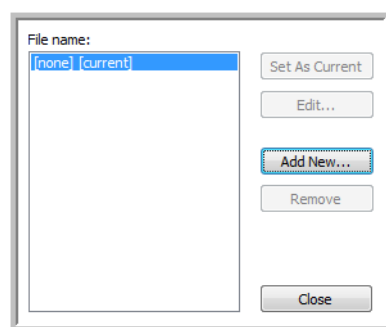 File name:
[none] [current]
Set As Current
Edit...
Add New...
Remove
Close